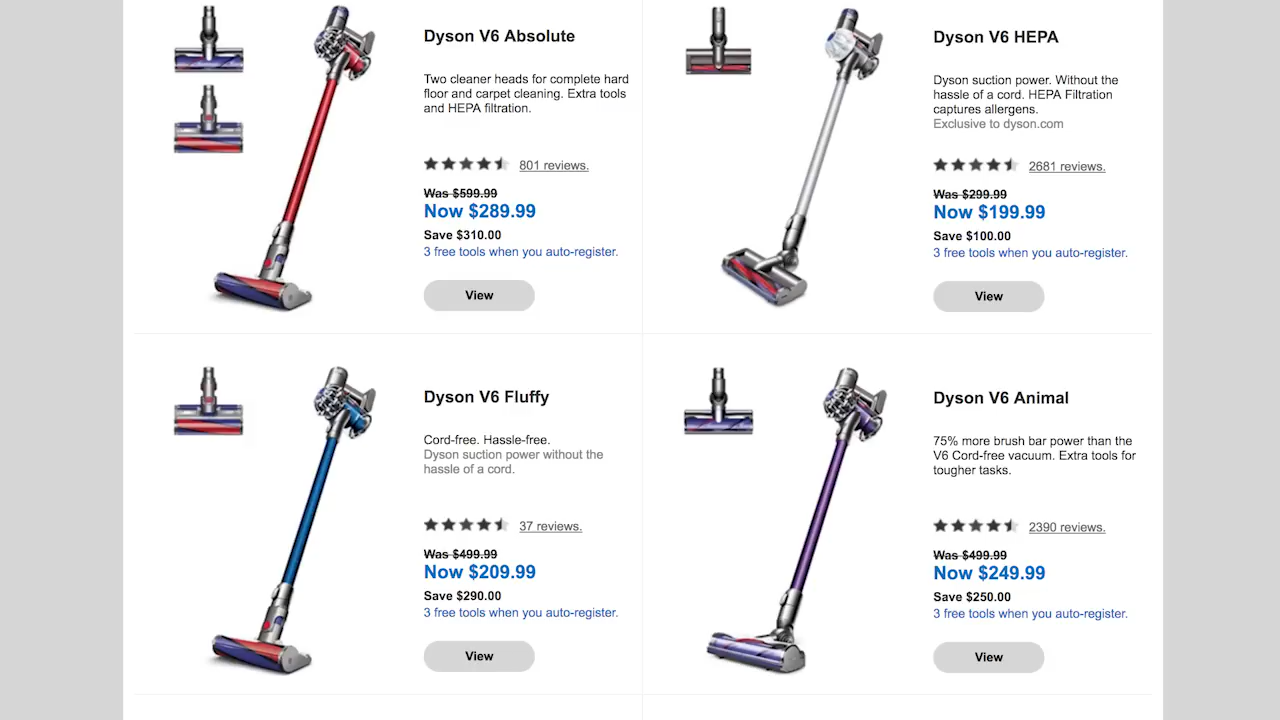 Dyson V6 Absolute
Two cleaner heads for complete hard
floor and carpet cleaning. Extra tools
and HEPA filtration.
801 reviews.
Was $599.99
Now $289.99
Save $310.00
3 free tools when you auto-register.
View
Dyson V6 HEPA
Dyson suction power. Without the
hassle of a cord. HEPA Filtration
captures allergens.
Exclusive to dyson.com
2681 reviews.
Was $299.99
Now $199.99
Save $100.00
3 free tools when you auto-register.
View
Dyson V6 Fluffy
Cord-free. Hassle-free.
Dyson suction power without the
hassle of a cord.
37 reviews.
Was $499.99
Now $209.99
Save $290.00
3 free tools when you auto-register.
View
Dyson V6 Animal
75% more brush bar power than the
V6 Cord-free vacuum. Extra tools for
tougher tasks.
2390 reviews.
Was $499.99
Now $249.99
Save $250.00
3 free tools when you auto-register.
View